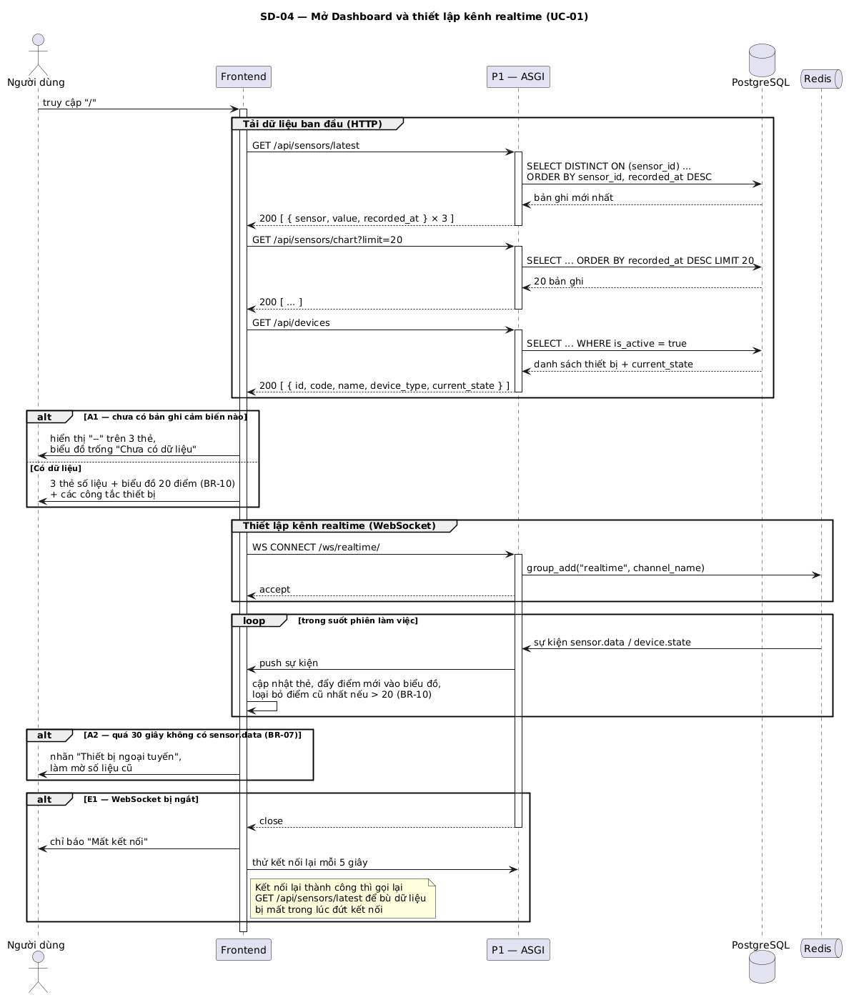 SD-04 — Mở Dashboard và thiết lập kênh realtime (UC-01)
Người dùng
Frontend
P1 — ASGI
PostgreSQL
Redis
truy cập "/"
Tải dữ liệu ban đầu (HTTP)
GET /api/sensors/latest
SELECT DISTINCT ON (sensor_id) ...
ORDER BY sensor_id, recorded_at DESC
bản ghi mới nhất
200 [ { sensor, value, recorded_at } × 3 ]
GET /api/sensors/chart?limit=20
SELECT ... ORDER BY recorded_at DESC LIMIT 20
20 bản ghi
200 [ ... ]
GET /api/devices
SELECT ... WHERE is_active = true
danh sách thiết bị + current_state
200 [ { id, code, name, device_type, current_state } ]
alt [A1 — chưa có bản ghi cảm biến nào]
hiển thị "--" trên 3 thẻ,
biểu đồ trống "Chưa có dữ liệu"
[Có dữ liệu]
3 thẻ số liệu + biểu đồ 20 điểm (BR-10)
+ các công tắc thiết bị
Thiết lập kênh realtime (WebSocket)
WS CONNECT /ws/realtime/
group_add("realtime", channel_name)
accept
loop [trong suốt phiên làm việc]
sự kiện sensor.data / device.state
push sự kiện
cập nhật thẻ, đẩy điểm mới vào biểu đồ,
loại bỏ điểm cũ nhất nếu > 20 (BR-10)
alt [A2 — quá 30 giây không có sensor.data (BR-07)]
nhãn "Thiết bị ngoại tuyến",
làm mờ số liệu cũ
alt [E1 — WebSocket bị ngắt]
close
chỉ báo "Mất kết nối"
thử kết nối lại mỗi 5 giây
Kết nối lại thành công thì gọi lại
GET /api/sensors/latest để bù dữ liệu
bị mất trong lúc đứt kết nối
Người dùng
Frontend
P1 — ASGI
PostgreSQL
Redis